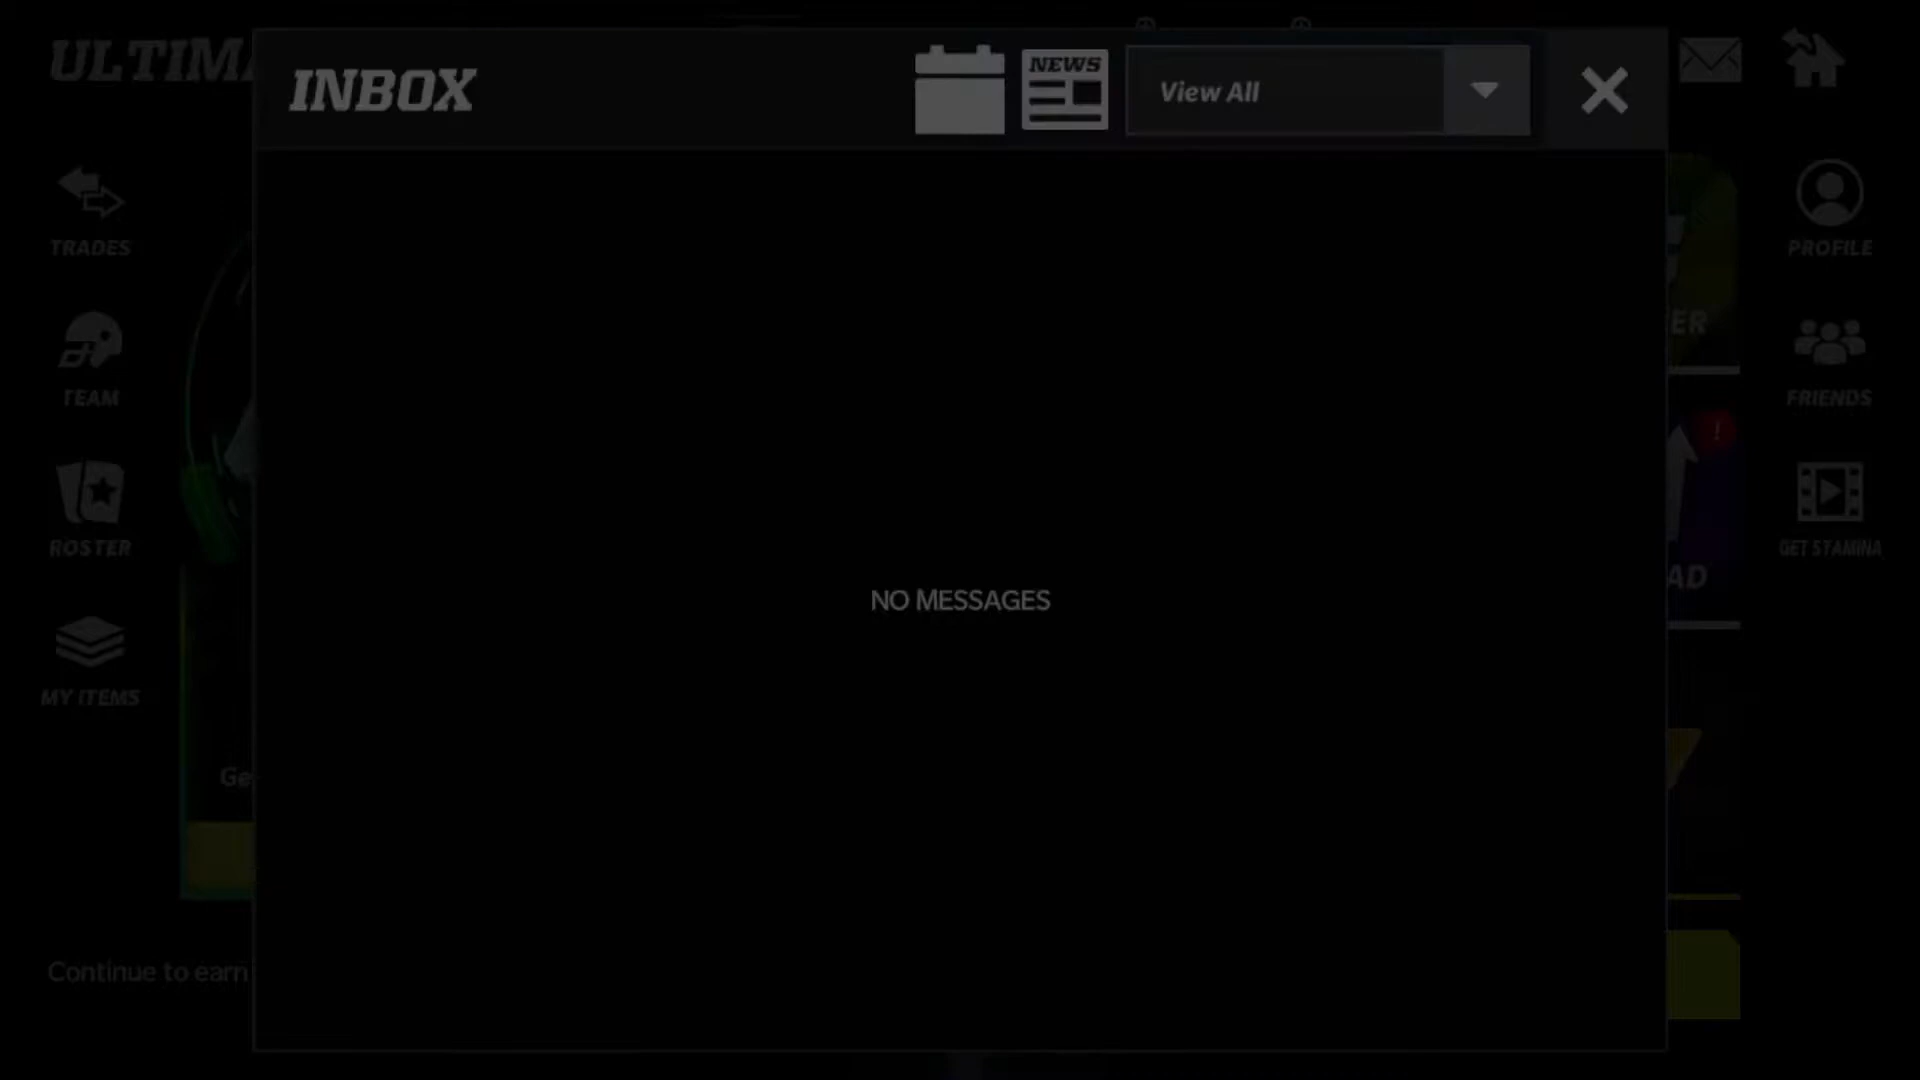 ULTIMA
INBOX
NEWS
View All
TRADES
PROFILE
ER
TEAM
FRIENDS
!
ROSTER
GET STAMINA
AD
NO MESSAGES
MY ITEMS
Ge
Continue to earn